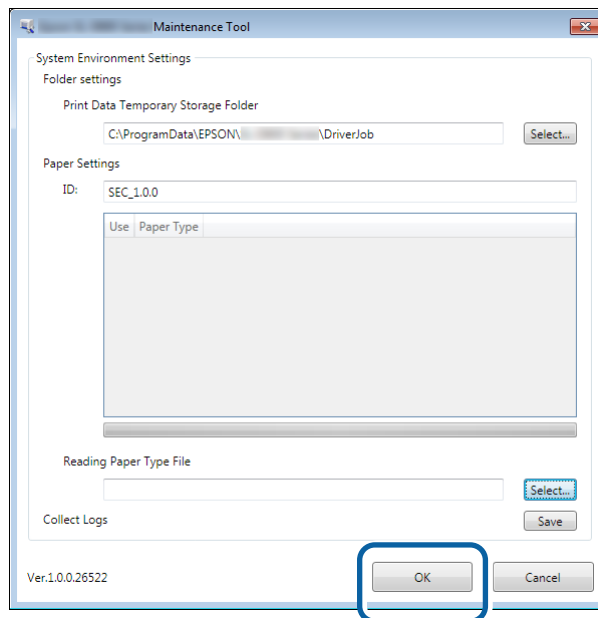 Maintenance Tool
System Environment Settings
Folder settings
Print Data Temporary Storage Folder
C:\ProgramData\EPSON\ \DriverJob
Select...
Paper Settings
ID:
SEC_1.0.0
Use Paper Type
Reading Paper Type File
Select...
Collect Logs
Save
Ver.1.0.0.26522
OK
Cancel